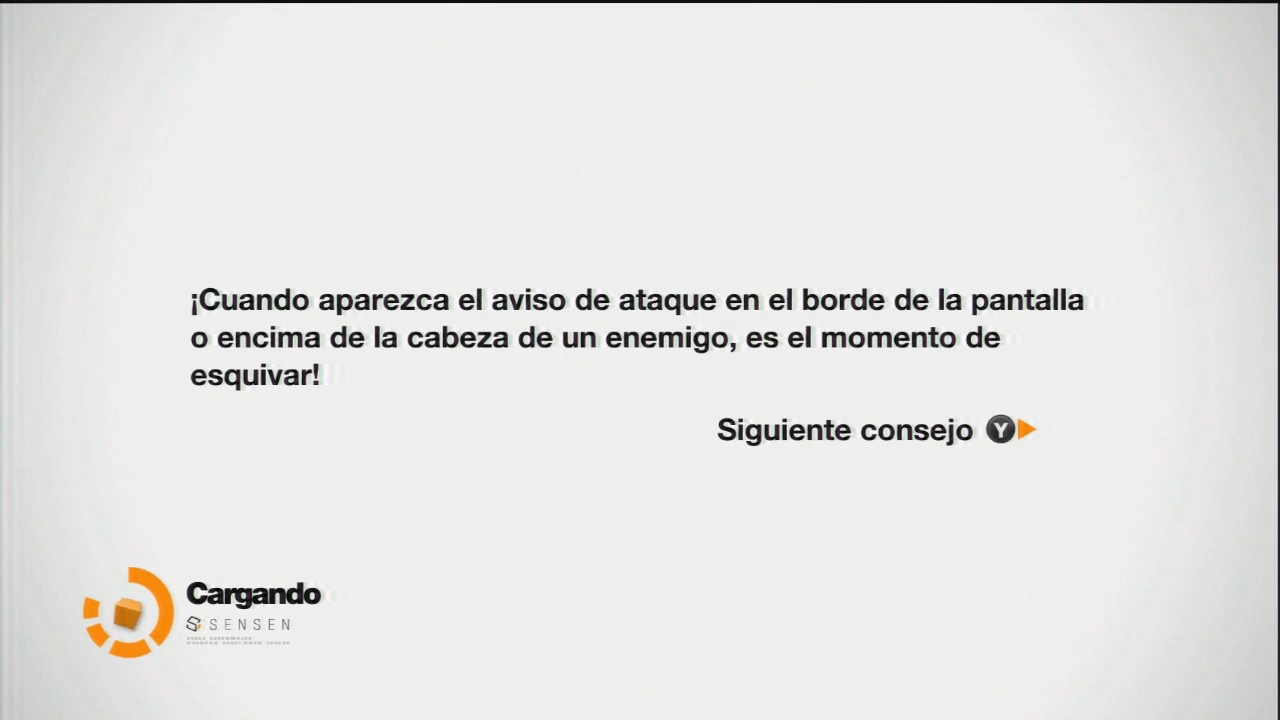 ¡Cuando aparezca el aviso de ataque en el borde de la pantalla
o encima de la cabeza de un enemigo, es el momento de
esquivar!
Siguiente consejo Y
Cargando
SENSEN